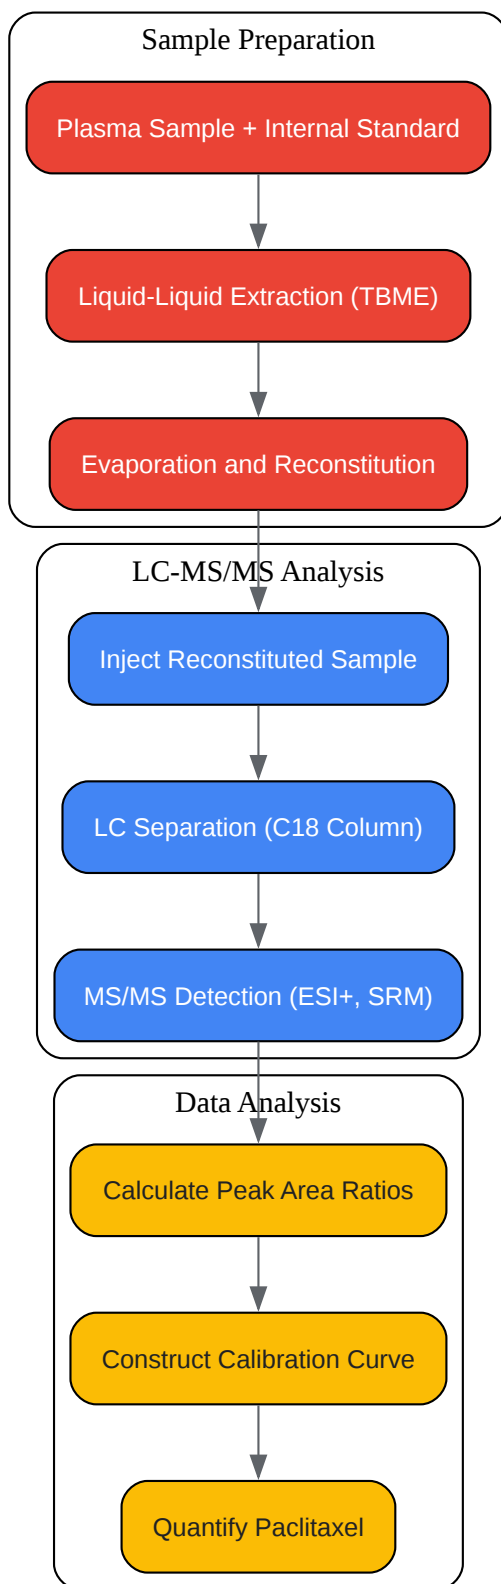 Sample Preparation
Plasma Sample + Internal Standard
Liquid-Liquid Extraction (TBME)
Evaporation and Reconstitution
LC-MS/MS Analysis
Inject Reconstituted Sample
LC Separation (C18 Column)
MS/MS Detection (ESI+, SRM)
Data Analysis
Calculate Peak Area Ratios
Construct Calibration Curve
Quantify Paclitaxel